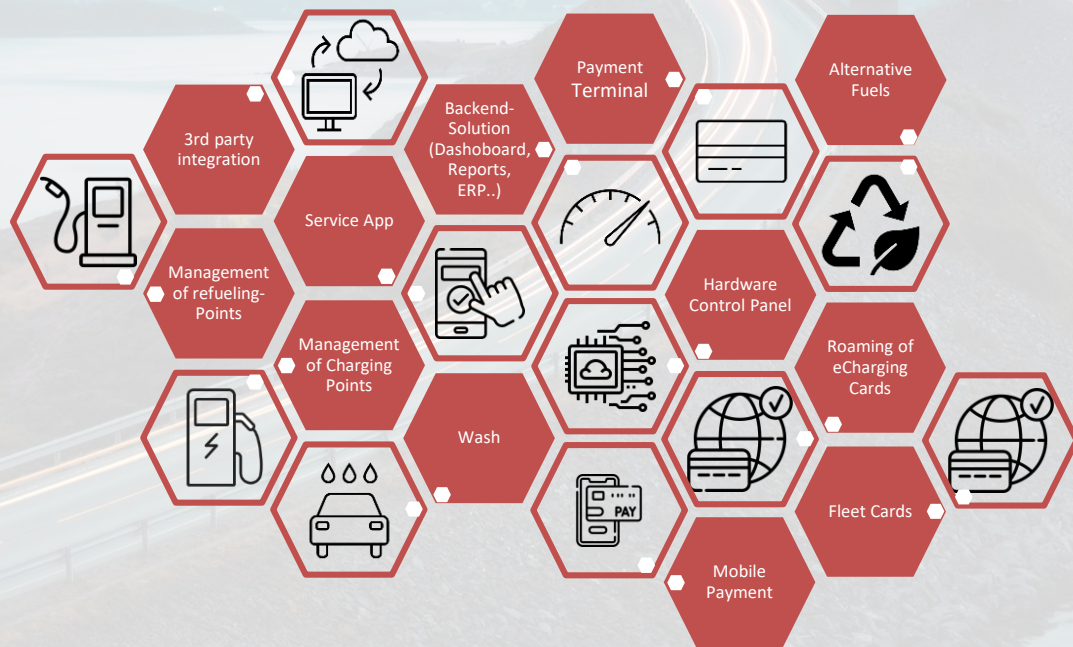 Payment
Terminal
Alternative
Fuels
Backend-
Solution
(Dashoboard,
Reports,
ERP..)
3rd party
integration
Service App
Management
of refueling-
Points
Hardware
Control Panel
Management
of Charging
Points
Roaming of
eCharging
Cards
Wash
PAY
Fleet Cards
Mobile
Payment